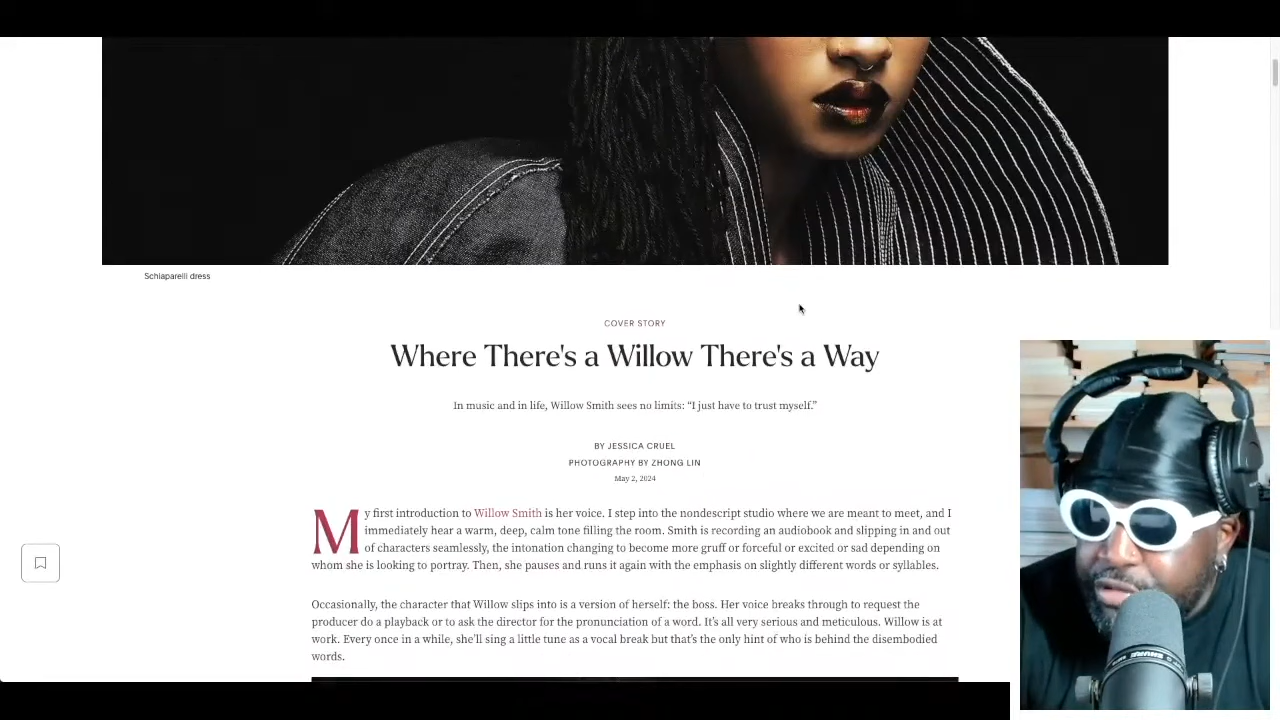 Schiaparelli dress
COVER STORY
Where There's a Willow There's a Way
In music and in life, Willow Smith sees no limits: “I just have to trust myself.”
BY JESSICA CRUEL
PHOTOGRAPHY BY ZHONG LIN
May 2, 2024
My first introduction to Willow Smith is her voice. I step into the nondescript studio where we are meant to meet, and I
immediately hear a warm, deep, calm tone filling the room. Smith is recording an audiobook and slipping in and out
of characters seamlessly, the intonation changing to become more gruff or forceful or excited or sad depending on
whom she is looking to portray. Then, she pauses and runs it again with the emphasis on slightly different words or syllables.
Occasionally, the character that Willow slips into is a version of herself: the boss. Her voice breaks through to request the
producer do a playback or to ask the director for the pronunciation of a word. It’s all very serious and meticulous. Willow is at
work. Every once in a while, she’ll sing a little tune as a vocal break but that’s the only hint of who is behind the disembodied
words.
SHURE